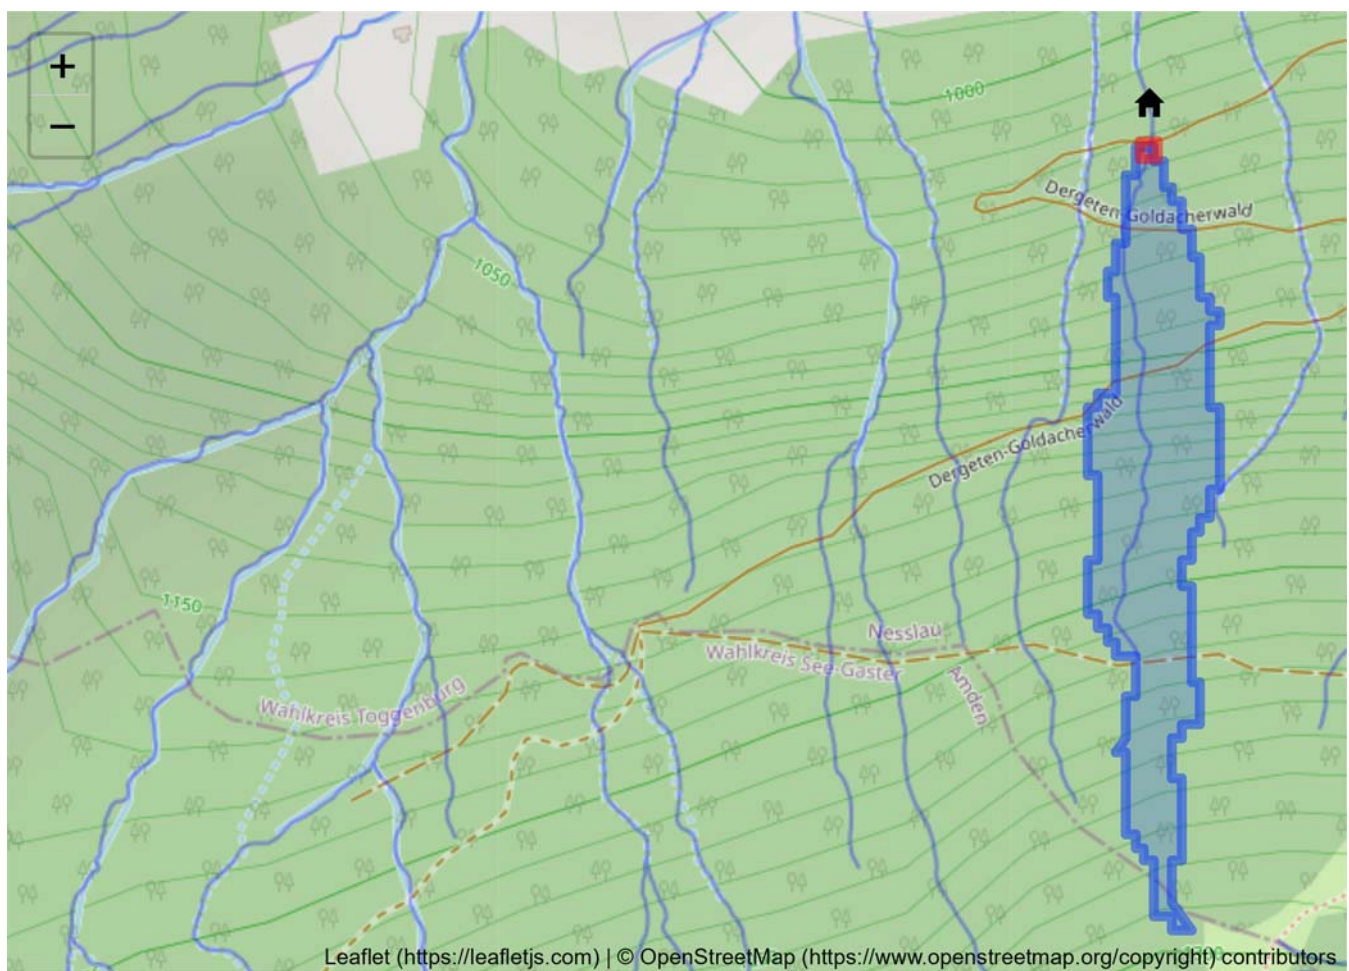 +
−
1000
Dergeten-Goldacherwald
1050
Dergeten-Goldacherwald
1150
Nesslau
Wahlkreis See-Gaster
Wahlkreis Toggenburg
Amden
Leaflet (https://leafletjs.com) | © OpenStreetMap (https://www.openstreetmap.org/copyright) contributors